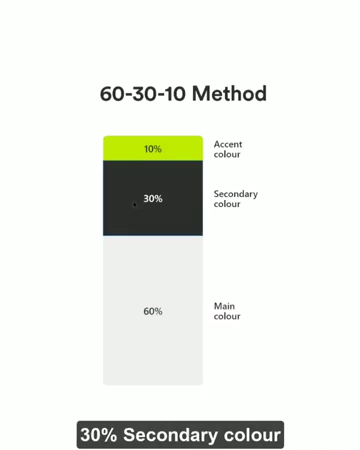 60-30-10 Method
10%
Accent
colour
30%
Secondary
colour
60%
Main
colour
30% Secondary colour